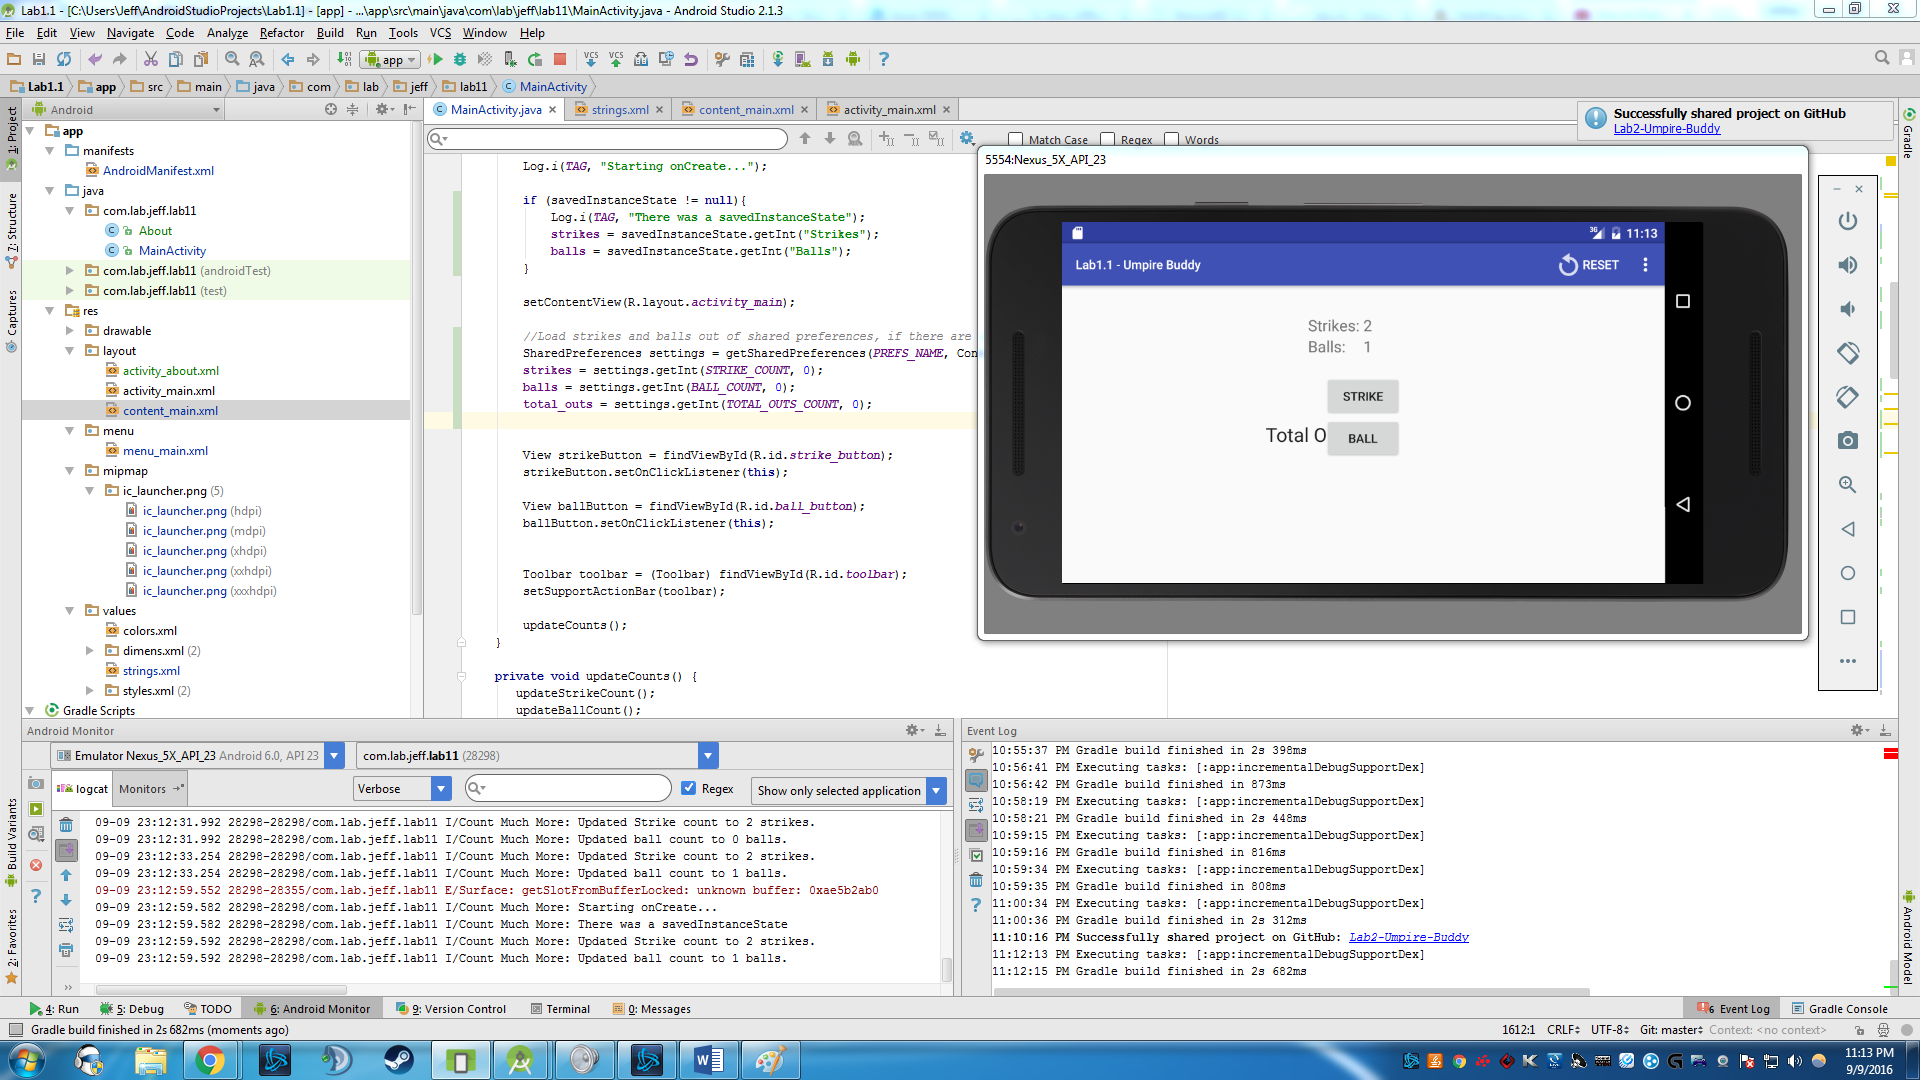 Lab1.1 - [C:\Users\Jeff\AndroidStudioProjects\Lab1.1] - [app] - ...\app\src\main\java\com\lab\jeff\lab11\MainActivity.java - Android Studio 2.1.3
File Edit View Navigate Code Analyze Refactor Build Run Tools VCS Window Help
app
Lab1.1 app src main java com lab jeff lab11 MainActivity
Android
MainActivity.java strings.xml content_main.xml activity_main.xml
Match Case Regex Words
Successfully shared project on GitHub
Lab2-Umpire-Buddy
1: Project
7: Structure
Captures
Build Variants
2: Favorites
Gradle
Android Model
app
manifests
AndroidManifest.xml
java
com.lab.jeff.lab11
About
MainActivity
com.lab.jeff.lab11 (androidTest)
com.lab.jeff.lab11 (test)
res
drawable
layout
activity_about.xml
activity_main.xml
content_main.xml
menu
menu_main.xml
mipmap
ic_launcher.png (5)
ic_launcher.png (hdpi)
ic_launcher.png (mdpi)
ic_launcher.png (xhdpi)
ic_launcher.png (xxhdpi)
ic_launcher.png (xxxhdpi)
values
colors.xml
dimens.xml (2)
strings.xml
styles.xml (2)
Gradle Scripts
Log.i(TAG, "Starting onCreate...");
if (savedInstanceState != null){
Log.i(TAG, "There was a savedInstanceState");
strikes = savedInstanceState.getInt("Strikes");
balls = savedInstanceState.getInt("Balls");
}
setContentView(R.layout.activity_main);
//Load strikes and balls out of shared preferences, if there are
SharedPreferences settings = getSharedPreferences(PREFS_NAME, Con
strikes = settings.getInt(STRIKE_COUNT, 0);
balls = settings.getInt(BALL_COUNT, 0);
total_outs = settings.getInt(TOTAL_OUTS_COUNT, 0);
View strikeButton = findViewById(R.id.strike_button);
strikeButton.setOnClickListener(this);
View ballButton = findViewById(R.id.ball_button);
ballButton.setOnClickListener(this);
Toolbar toolbar = (Toolbar) findViewById(R.id.toolbar);
setSupportActionBar(toolbar);
updateCounts();
}
private void updateCounts() {
updateStrikeCount();
updateBallCount();
5554:Nexus_5X_API_23
3G 11:13
Lab1.1 - Umpire Buddy RESET
Strikes: 2
Balls: 1
STRIKE
Total O BALL
Android Monitor
Emulator Nexus_5X_API_23 Android 6.0, API 23 com.lab.jeff.lab11 (28298)
logcat Monitors Verbose Regex Show only selected application
09-09 23:12:31.992 28298-28298/com.lab.jeff.lab11 I/Count Much More: Updated Strike count to 2 strikes.
09-09 23:12:31.992 28298-28298/com.lab.jeff.lab11 I/Count Much More: Updated ball count to 0 balls.
09-09 23:12:33.254 28298-28298/com.lab.jeff.lab11 I/Count Much More: Updated Strike count to 2 strikes.
09-09 23:12:33.254 28298-28298/com.lab.jeff.lab11 I/Count Much More: Updated ball count to 1 balls.
09-09 23:12:59.552 28298-28355/com.lab.jeff.lab11 E/Surface: getSlotFromBufferLocked: unknown buffer: 0xae5b2ab0
09-09 23:12:59.582 28298-28298/com.lab.jeff.lab11 I/Count Much More: Starting onCreate...
09-09 23:12:59.582 28298-28298/com.lab.jeff.lab11 I/Count Much More: There was a savedInstanceState
09-09 23:12:59.592 28298-28298/com.lab.jeff.lab11 I/Count Much More: Updated Strike count to 2 strikes.
09-09 23:12:59.592 28298-28298/com.lab.jeff.lab11 I/Count Much More: Updated ball count to 1 balls.
Event Log
10:55:37 PM Gradle build finished in 2s 398ms
10:56:41 PM Executing tasks: [:app:incrementalDebugSupportDex]
10:56:42 PM Gradle build finished in 873ms
10:58:19 PM Executing tasks: [:app:incrementalDebugSupportDex]
10:58:21 PM Gradle build finished in 2s 448ms
10:59:15 PM Executing tasks: [:app:incrementalDebugSupportDex]
10:59:16 PM Gradle build finished in 816ms
10:59:34 PM Executing tasks: [:app:incrementalDebugSupportDex]
10:59:35 PM Gradle build finished in 808ms
11:00:34 PM Executing tasks: [:app:incrementalDebugSupportDex]
11:00:36 PM Gradle build finished in 2s 312ms
11:10:16 PM Successfully shared project on GitHub: Lab2-Umpire-Buddy
11:12:13 PM Executing tasks: [:app:incrementalDebugSupportDex]
11:12:15 PM Gradle build finished in 2s 682ms
4: Run 5: Debug TODO 6: Android Monitor 9: Version Control Terminal 0: Messages 6 Event Log Gradle Console
Gradle build finished in 2s 682ms (moments ago) 1612:1 CRLF UTF-8 Git: master Context: <no context>
11:13 PM
9/9/2016